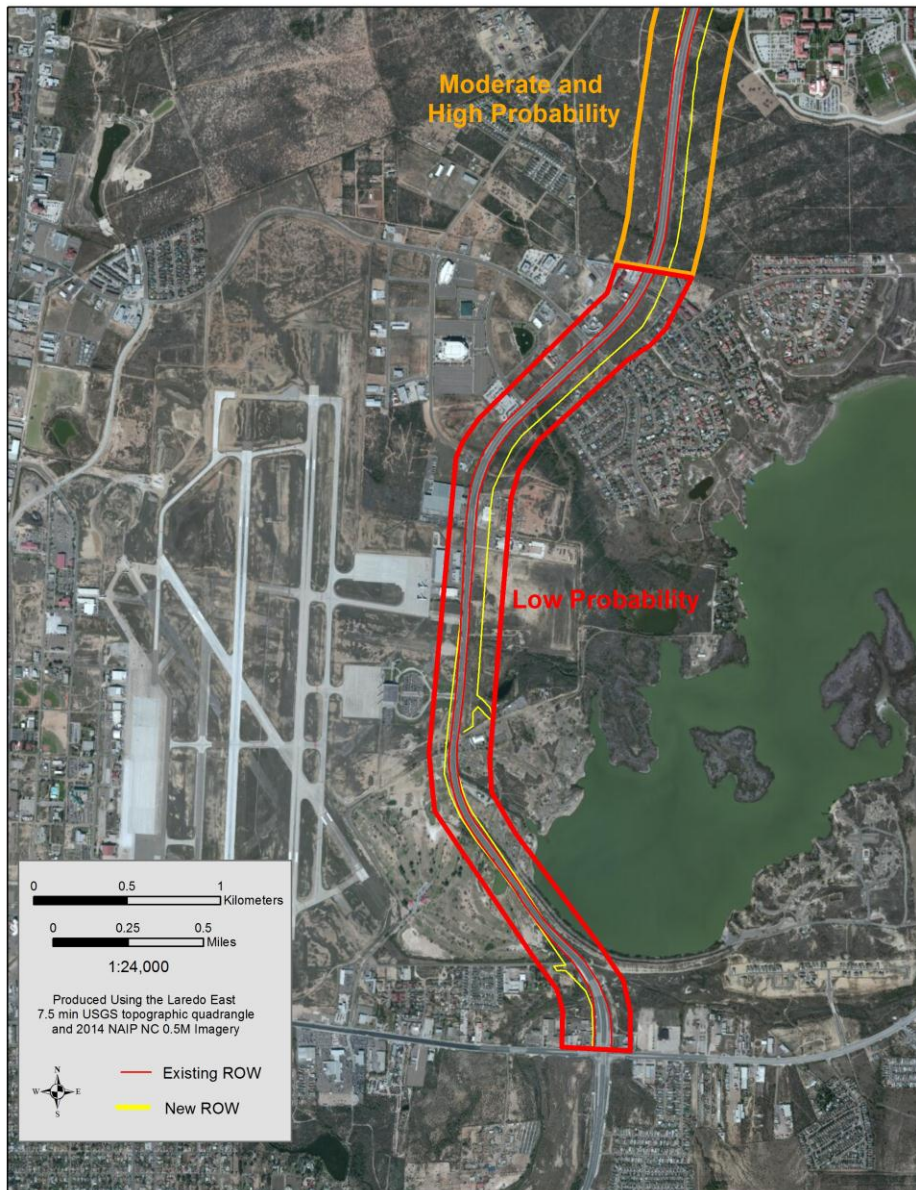 Moderate and
High Probability
Low Probability
0 0.5 1
Kilometers
0 0.25 0.5
Miles
1:24,000
Produced Using the Laredo East
7.5 min USGS topographic quadrangle
and 2014 NAIP NC 0.5M Imagery
N
W E
S
Existing ROW
New ROW